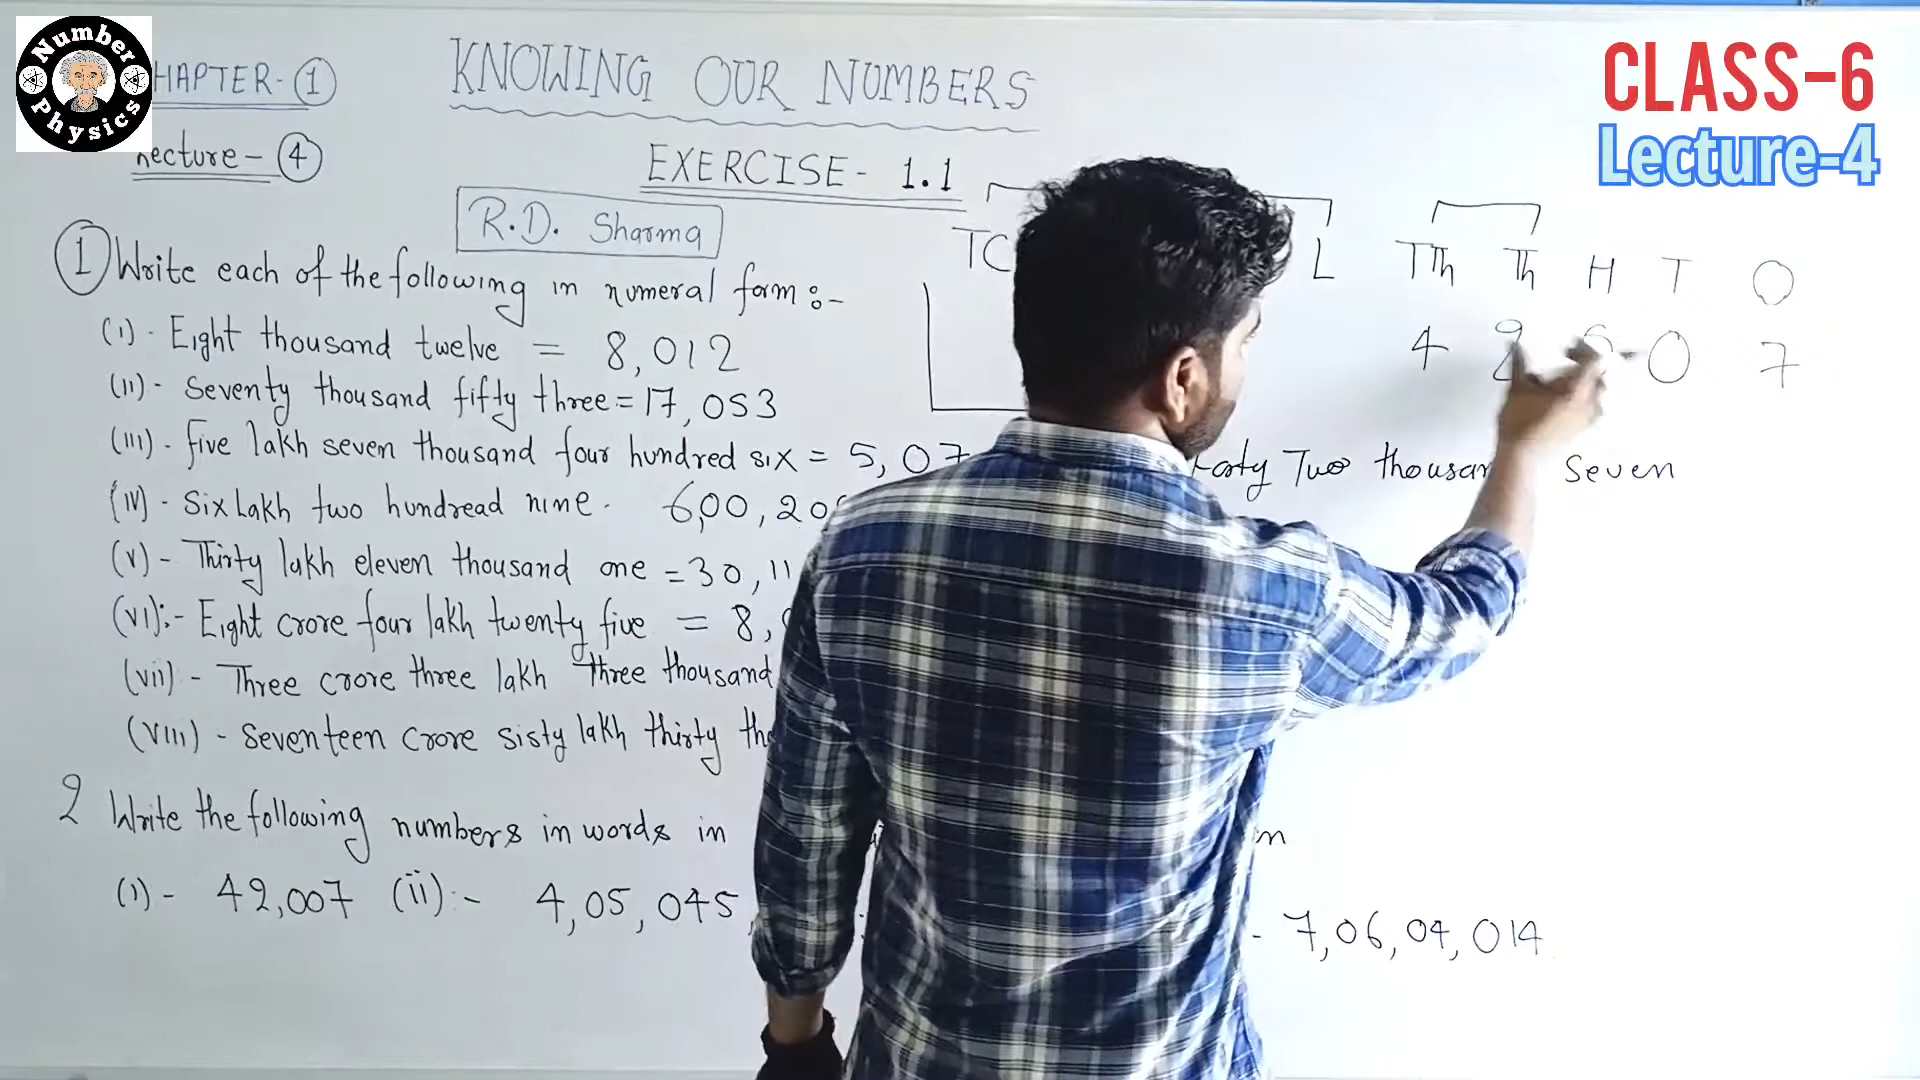 Number Physics
CHAPTER-1
KNOWING OUR NUMBERS
CLASS-6
Lecture-4
Lecture-4
EXERCISE-1.1
R.D. Sharma
TC L TTh Th H T O
4 2 0 7
1 Write each of the following in numeral form:-
(i)- Eight thousand twelve = 8,012
(ii)- Seventy thousand fifty three=17,053
(iii)- five lakh seven thousand four hundred six = 5,07
Forty Two thousand Seven
(iv)- Six Lakh two hundread nine. 6,00,20
(v)- Thirty lakh eleven thousand one =30,11
(vi):- Eight crore four lakh twenty five = 8,
(vii)- Three crore three lakh three thousand
(viii)- Seventeen crore sisty lakh thirty
2 Write the following numbers in words in
(i)- 42,007 (ii):- 4,05,045,
- 7,06,04,014